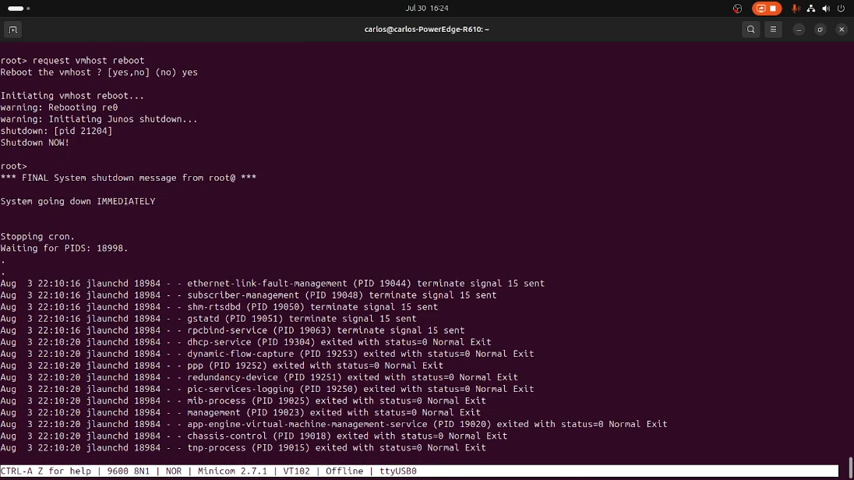 Jul 30 16:24
carlos@carlos-PowerEdge-R610: ~
root> request vmhost reboot
Reboot the vmhost ? [yes,no] (no) yes
Initiating vmhost reboot...
warning: Rebooting re0
warning: Initiating Junos shutdown...
shutdown: [pid 21204]
Shutdown NOW!
root>
*** FINAL System shutdown message from root@ ***
System going down IMMEDIATELY
Stopping cron.
Waiting for PIDS: 18998.
.
.
Aug  3 22:10:16 jlaunchd 18984 - - ethernet-link-fault-management (PID 19044) terminate signal 15 sent
Aug  3 22:10:16 jlaunchd 18984 - - subscriber-management (PID 19048) terminate signal 15 sent
Aug  3 22:10:16 jlaunchd 18984 - - shm-rtsdbd (PID 19050) terminate signal 15 sent
Aug  3 22:10:16 jlaunchd 18984 - - gstatd (PID 19051) terminate signal 15 sent
Aug  3 22:10:16 jlaunchd 18984 - - rpcbind-service (PID 19063) terminate signal 15 sent
Aug  3 22:10:20 jlaunchd 18984 - - dhcp-service (PID 19304) exited with status=0 Normal Exit
Aug  3 22:10:20 jlaunchd 18984 - - dynamic-flow-capture (PID 19253) exited with status=0 Normal Exit
Aug  3 22:10:20 jlaunchd 18984 - - ppp (PID 19252) exited with status=0 Normal Exit
Aug  3 22:10:20 jlaunchd 18984 - - redundancy-device (PID 19251) exited with status=0 Normal Exit
Aug  3 22:10:20 jlaunchd 18984 - - pic-services-logging (PID 19250) exited with status=0 Normal Exit
Aug  3 22:10:20 jlaunchd 18984 - - mib-process (PID 19025) exited with status=0 Normal Exit
Aug  3 22:10:20 jlaunchd 18984 - - management (PID 19023) exited with status=0 Normal Exit
Aug  3 22:10:20 jlaunchd 18984 - - app-engine-virtual-machine-management-service (PID 19020) exited with status=0 Normal Exit
Aug  3 22:10:20 jlaunchd 18984 - - chassis-control (PID 19018) exited with status=0 Normal Exit
Aug  3 22:10:20 jlaunchd 18984 - - tnp-process (PID 19015) exited with status=0 Normal Exit
CTRL-A Z for help | 9600 8N1 | NOR | Minicom 2.7.1 | VT102 | Offline | ttyUSB0